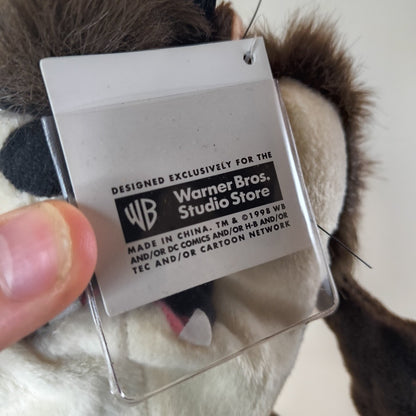 DESIGNED EXCLUSIVELY FOR THE
WB Warner Bros.
Studio Store
MADE IN CHINA. TM & ©1998 WB
AND/OR DC COMICS AND/OR H-B AND/OR
TEC AND/OR CARTOON NETWORK